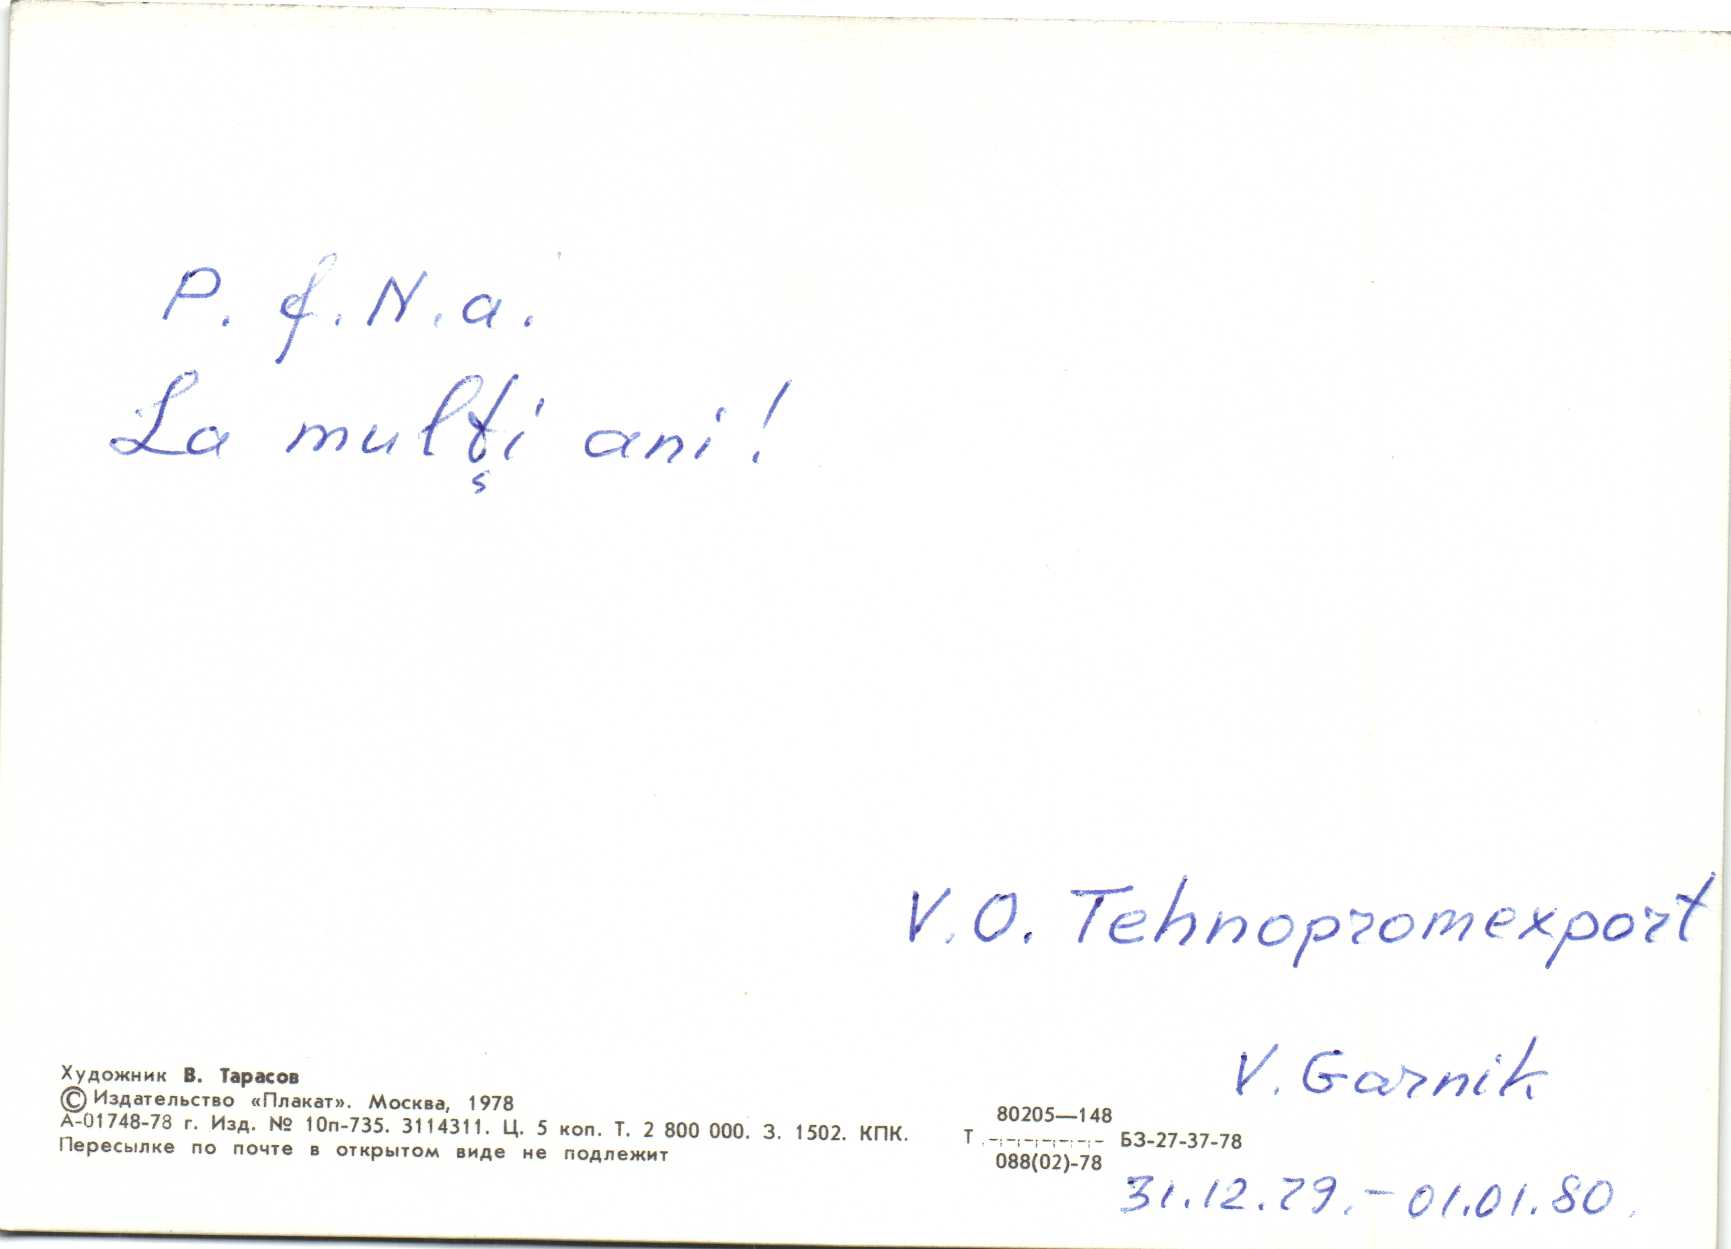 P. f. N. a.
La mulţi ani!
V. O. Tehnopromexport
V. Garnik
31.12.79. - 01.01.80.
Художник В. Тарасов
© Издательство «Плакат». Москва, 1978
А-01748-78 г. Изд. № 10п-735. 3114311. Ц. 5 коп. Т. 2 800 000. З. 1502. КПК.
Пересылке по почте в открытом виде не подлежит
80205—148
Т ------- БЗ-27-37-78
088(02)-78